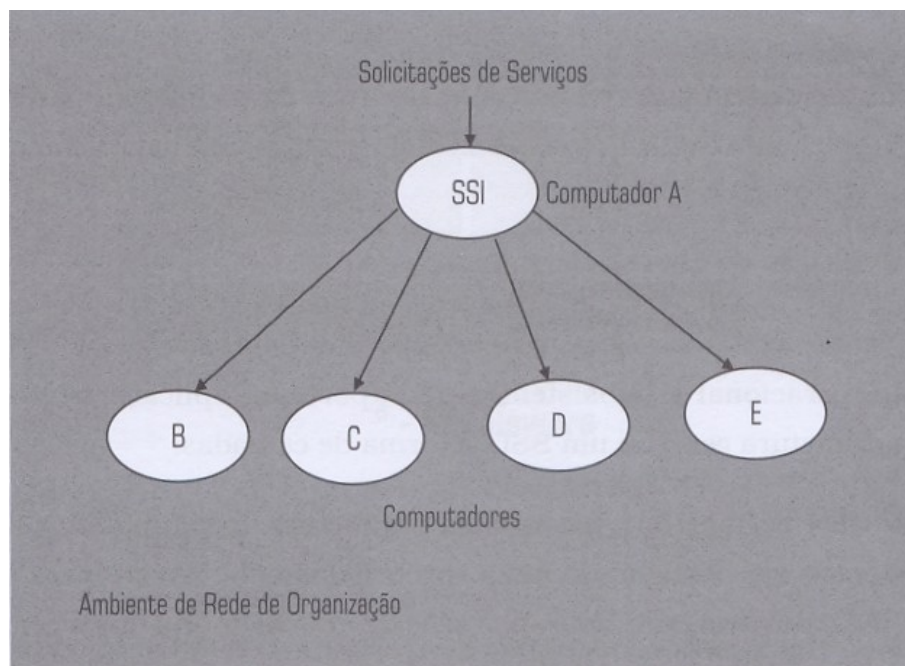 Solicitações de Serviços
SSI
Computador A
B
C
D
E
Computadores
Ambiente de Rede de Organização